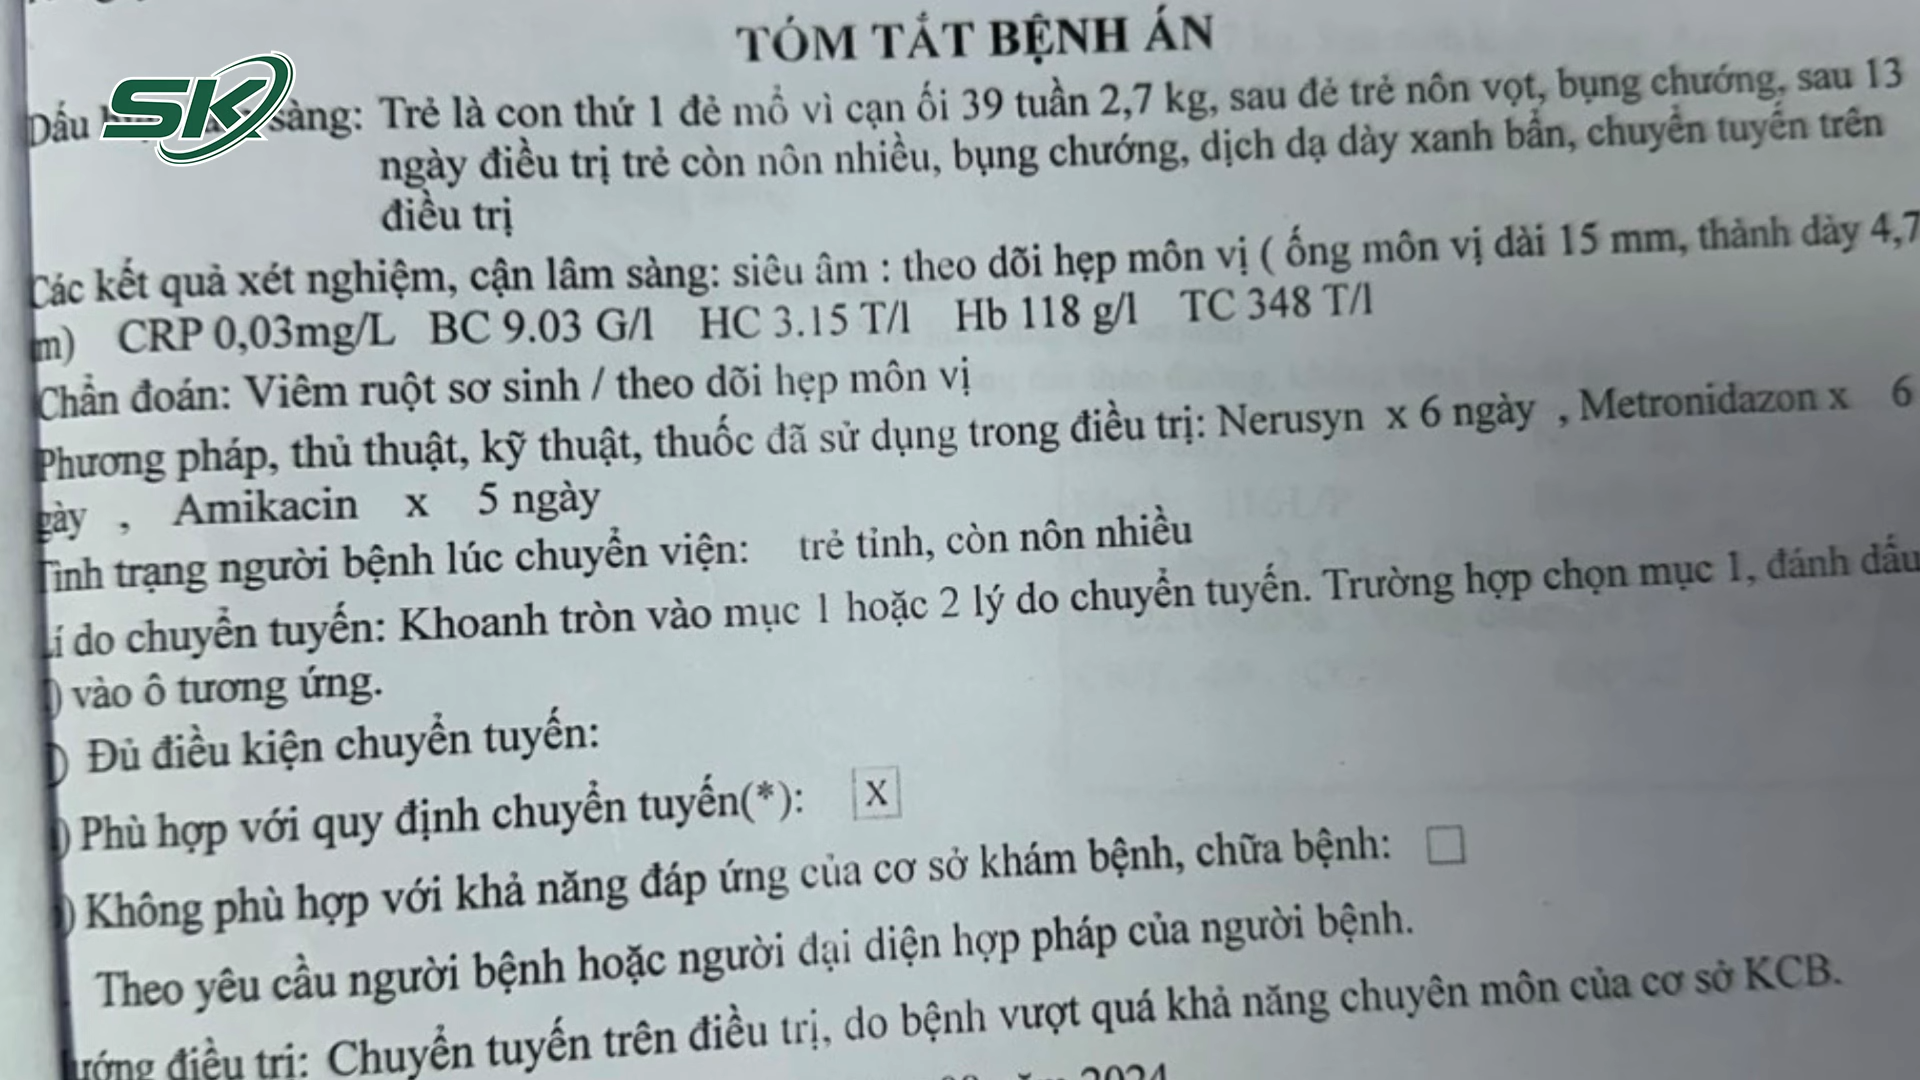 TÓM TẮT BỆNH ÁN
SK
Dấu sàng: Trẻ là con thứ 1 đẻ mổ vì cạn ối 39 tuần 2,7 kg, sau đẻ trẻ nôn vọt, bụng chướng, sau 13
ngày điều trị trẻ còn nôn nhiều, bụng chướng, dịch dạ dày xanh bẩn, chuyển tuyến trên
điều trị
Các kết quả xét nghiệm, cận lâm sàng: siêu âm : theo dõi hẹp môn vị ( ống môn vị dài 15 mm, thành dày 4,7
m) CRP 0,03mg/L BC 9.03 G/l HC 3.15 T/l Hb 118 g/l TC 348 T/l
Chẩn đoán: Viêm ruột sơ sinh / theo dõi hẹp môn vị
Phương pháp, thủ thuật, kỹ thuật, thuốc đã sử dụng trong điều trị: Nerusyn x 6 ngày , Metronidazon x 6
gày , Amikacin x 5 ngày
Tình trạng người bệnh lúc chuyển viện: trẻ tỉnh, còn nôn nhiều
Lí do chuyển tuyến: Khoanh tròn vào mục 1 hoặc 2 lý do chuyển tuyến. Trường hợp chọn mục 1, đánh dấu
) vào ô tương ứng.
) Đủ điều kiện chuyển tuyến:
) Phù hợp với quy định chuyển tuyến(*): X
) Không phù hợp với khả năng đáp ứng của cơ sở khám bệnh, chữa bệnh:
Theo yêu cầu người bệnh hoặc người đại diện hợp pháp của người bệnh.
ướng điều trị: Chuyển tuyến trên điều trị, do bệnh vượt quá khả năng chuyên môn của cơ sở KCB.
2024